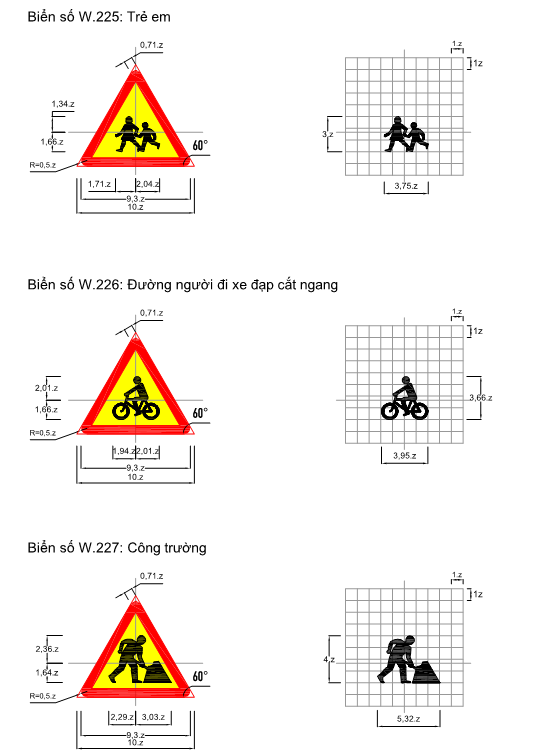 Biển số W.225: Trẻ em
0,71.z
1.z
1z
1,34.z
1,66.z
60°
3,z
R=0,5.z
1,71.z
2,04.z
3,75.z
9,3.z
10.z
Biển số W.226: Đường người đi xe đạp cắt ngang
0,71.z
1.z
1z
2,01.z
1,66.z
60°
3,66.z
R=0,5.z
1,94.z
2,01.z
3,95.z
9,3.z
10.z
Biển số W.227: Công trường
0,71.z
1.z
1z
2,36.z
1,64.z
60°
4,z
R=0,5.z
2,29.z
3,03.z
5,32.z
9,3.z
10.z